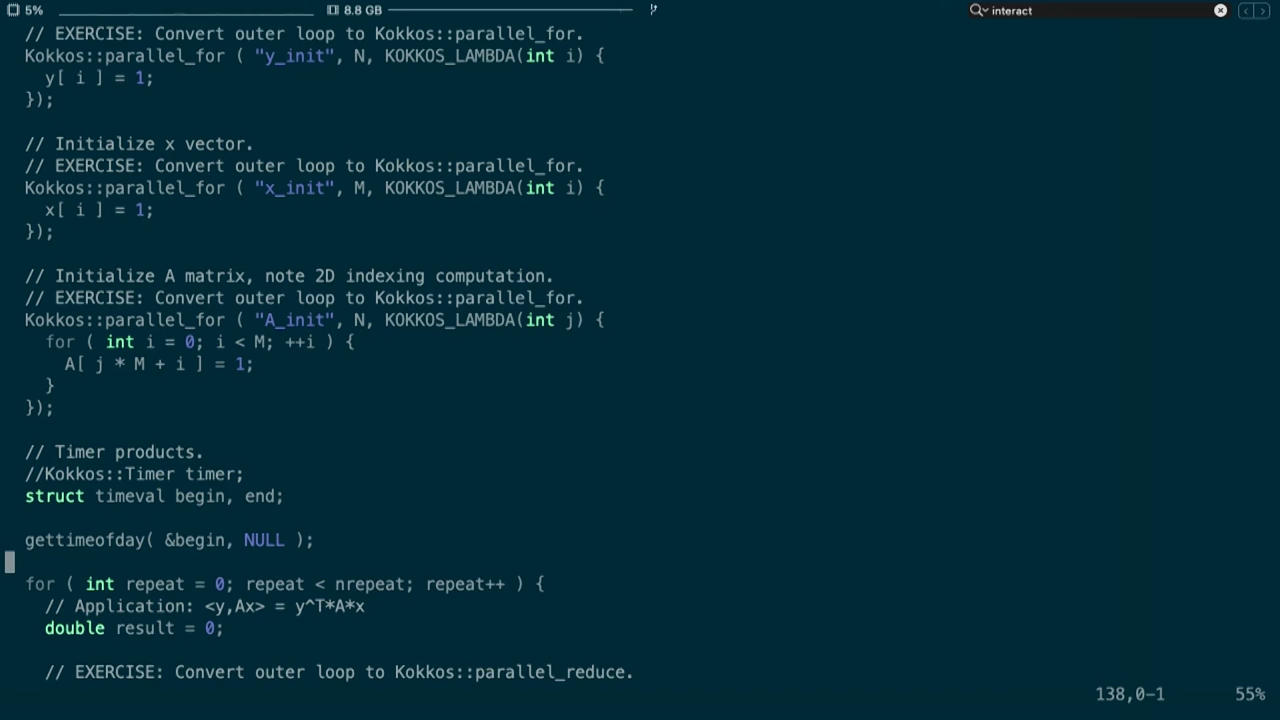 5%
8.8 GB
interact
// EXERCISE: Convert outer loop to Kokkos::parallel_for.
Kokkos::parallel_for ( "y_init", N, KOKKOS_LAMBDA(int i) {
  y[ i ] = 1;
});

// Initialize x vector.
// EXERCISE: Convert outer loop to Kokkos::parallel_for.
Kokkos::parallel_for ( "x_init", M, KOKKOS_LAMBDA(int i) {
  x[ i ] = 1;
});

// Initialize A matrix, note 2D indexing computation.
// EXERCISE: Convert outer loop to Kokkos::parallel_for.
Kokkos::parallel_for ( "A_init", N, KOKKOS_LAMBDA(int j) {
  for ( int i = 0; i < M; ++i ) {
    A[ j * M + i ] = 1;
  }
});

// Timer products.
//Kokkos::Timer timer;
struct timeval begin, end;

gettimeofday( &begin, NULL );

for ( int repeat = 0; repeat < nrepeat; repeat++ ) {
  // Application: <y,Ax> = y^T*A*x
  double result = 0;

  // EXERCISE: Convert outer loop to Kokkos::parallel_reduce.
138,0-1
55%